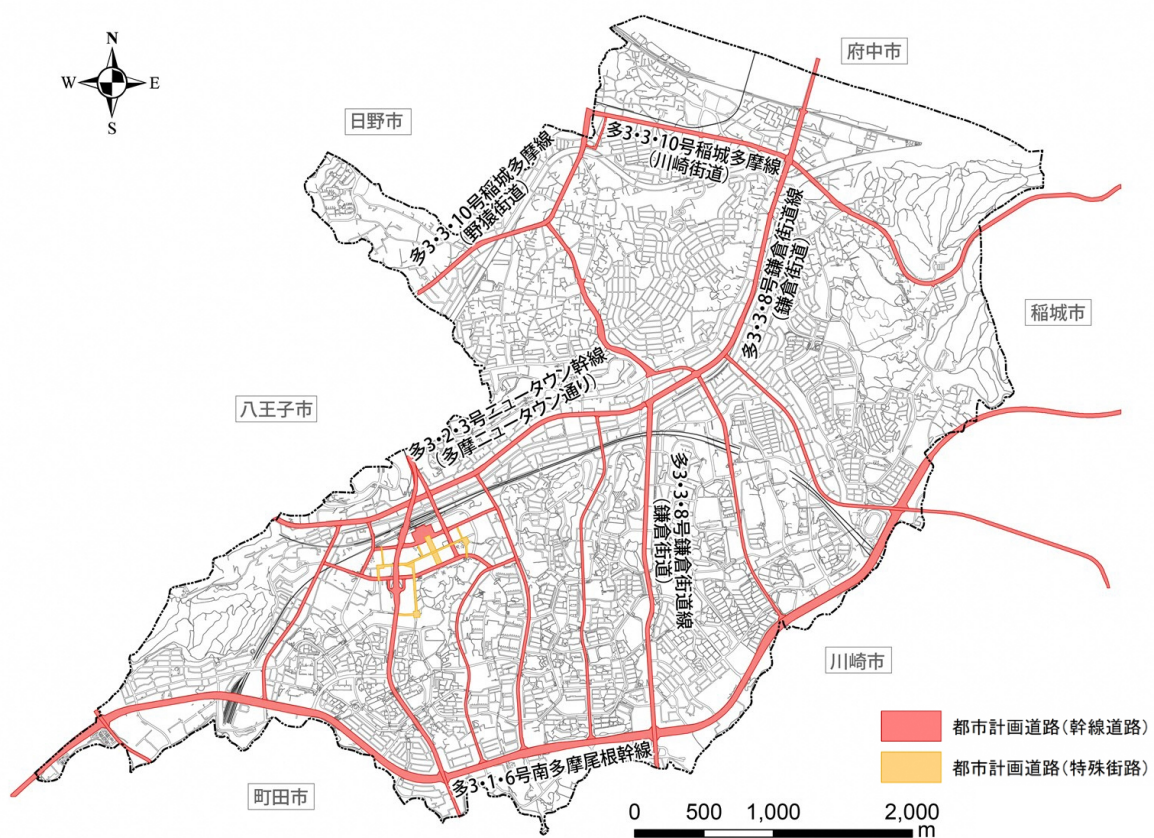 N
W
E
S
府中市
日野市
多3・3・10号稲城多摩線
(川崎街道)
多3・3・10号稲城多摩線
(野猿街道)
多3・3・8号鎌倉街道線
(鎌倉街道)
稲城市
八王子市
多3・2・3号ニュータウン幹線
(多摩ニュータウン通り)
多3・3・8号鎌倉街道線
(鎌倉街道)
川崎市
都市計画道路(幹線道路)
都市計画道路(特殊街路)
多3・1・6号南多摩尾根幹線
町田市
0 500 1,000 2,000
m